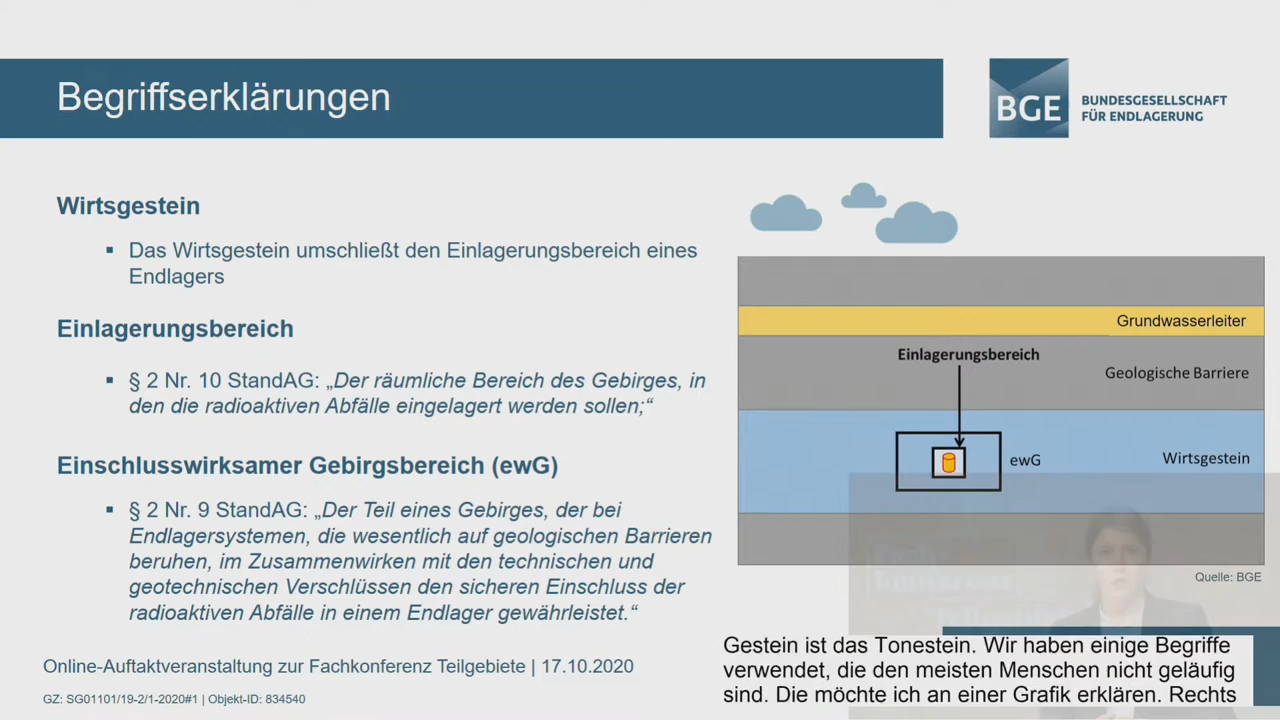 Begriffserklärungen
BGE
BUNDESGESELLSCHAFT
FÜR ENDLAGERUNG
Wirtsgestein
▪ Das Wirtsgestein umschließt den Einlagerungsbereich eines
Endlagers
Einlagerungsbereich
▪ § 2 Nr. 10 StandAG: „Der räumliche Bereich des Gebirges, in
den die radioaktiven Abfälle eingelagert werden sollen;“
Einschlusswirksamer Gebirgsbereich (ewG)
▪ § 2 Nr. 9 StandAG: „Der Teil eines Gebirges, der bei
Endlagersystemen, die wesentlich auf geologischen Barrieren
beruhen, im Zusammenwirken mit den technischen und
geotechnischen Verschlüssen den sicheren Einschluss der
radioaktiven Abfälle in einem Endlager gewährleistet.“
Grundwasserleiter
Einlagerungsbereich
Geologische Barriere
ewG
Wirtsgestein
Quelle: BGE
Online-Auftaktveranstaltung zur Fachkonferenz Teilgebiete | 17.10.2020
GZ: SG01101/19-2/1-2020#1 | Objekt-ID: 834540
Gestein ist das Tonestein. Wir haben einige Begriffe
verwendet, die den meisten Menschen nicht geläufig
sind. Die möchte ich an einer Grafik erklären. Rechts